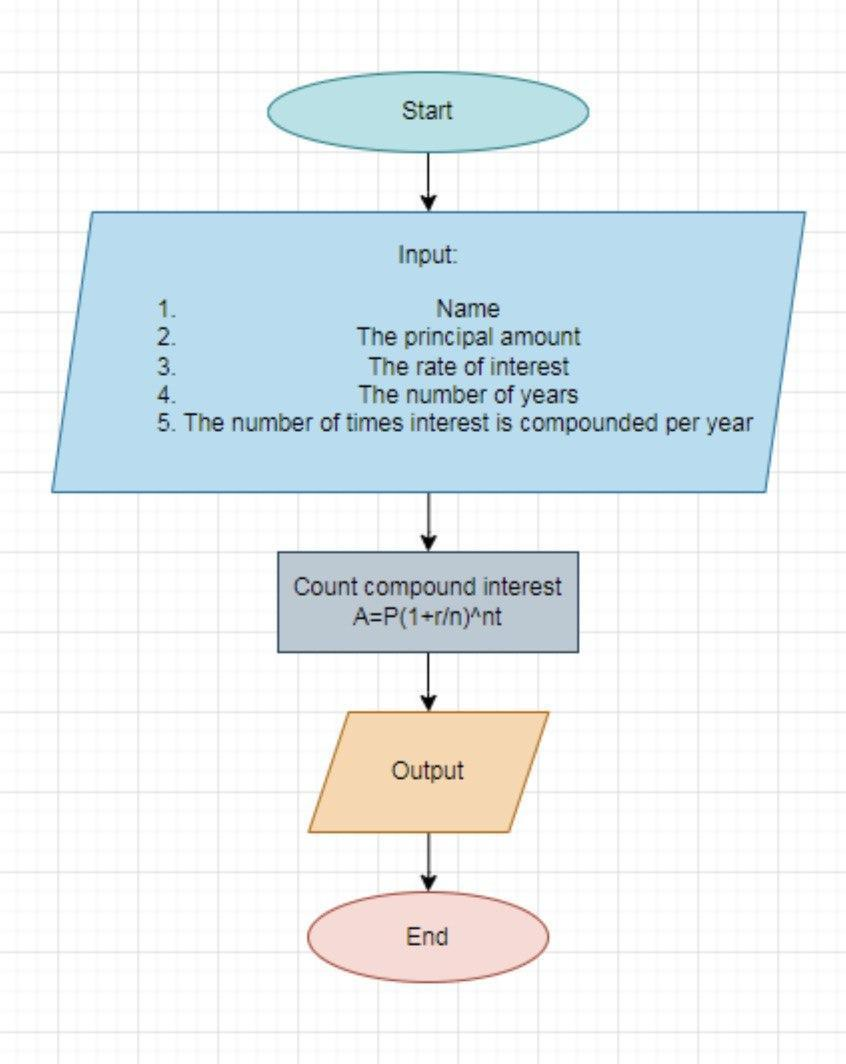 Start
Input:
1. Name
2. The principal amount
3. The rate of interest
4. The number of years
5. The number of times interest is compounded per year
Count compound interest
A=P(1+r/n)^nt
Output
End